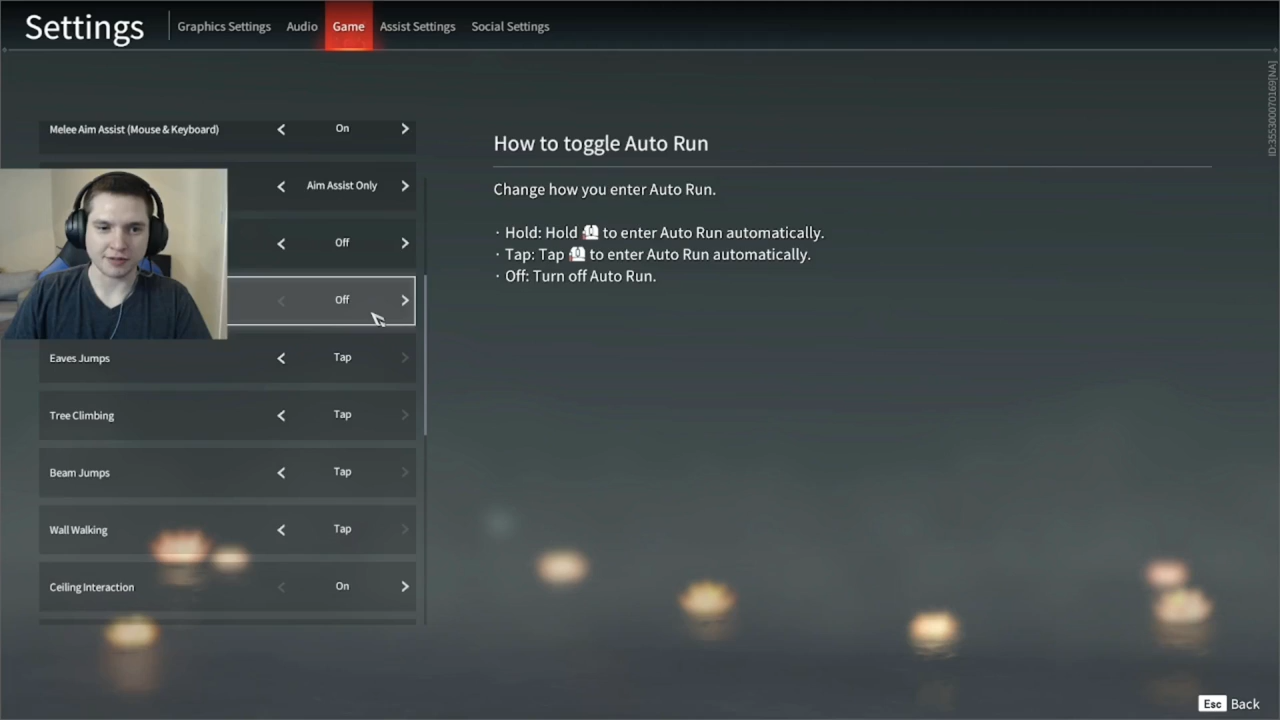 Settings
Graphics Settings
Audio
Game
Assist Settings
Social Settings
ID:355300070169[NA]
Melee Aim Assist (Mouse & Keyboard)
On
Aim Assist Only
Off
Off
Eaves Jumps
Tap
Tree Climbing
Tap
Beam Jumps
Tap
Wall Walking
Tap
Ceiling Interaction
On
How to toggle Auto Run
Change how you enter Auto Run.
· Hold: Hold to enter Auto Run automatically.
· Tap: Tap to enter Auto Run automatically.
· Off: Turn off Auto Run.
Esc Back